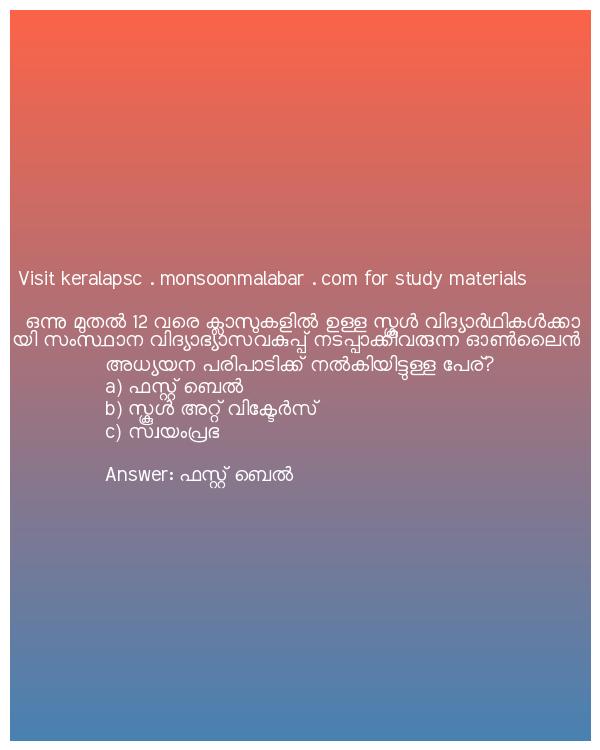 Visit keralapsc . monsoonmalabar . com for study materials
ഒന്നു മുതൽ 12 വരെ ക്ലാസുകളിൽ ഉള്ള സ്കൂൾ വിദ്യാർഥികൾക്കാ
യി സംസ്ഥാന വിദ്യാഭ്യാസവകുപ്പ് നടപ്പാക്കിവരുന്ന ഓൺലൈൻ
അധ്യയന പരിപാടിക്ക് നൽകിയിട്ടുള്ള പേര്?
a) ഫസ്റ്റ് ബെൽ
b) സ്കൂൾ അറ്റ് വിക്ടേർസ്
c) സ്വയംപ്രഭ
Answer: ഫസ്റ്റ് ബെൽ